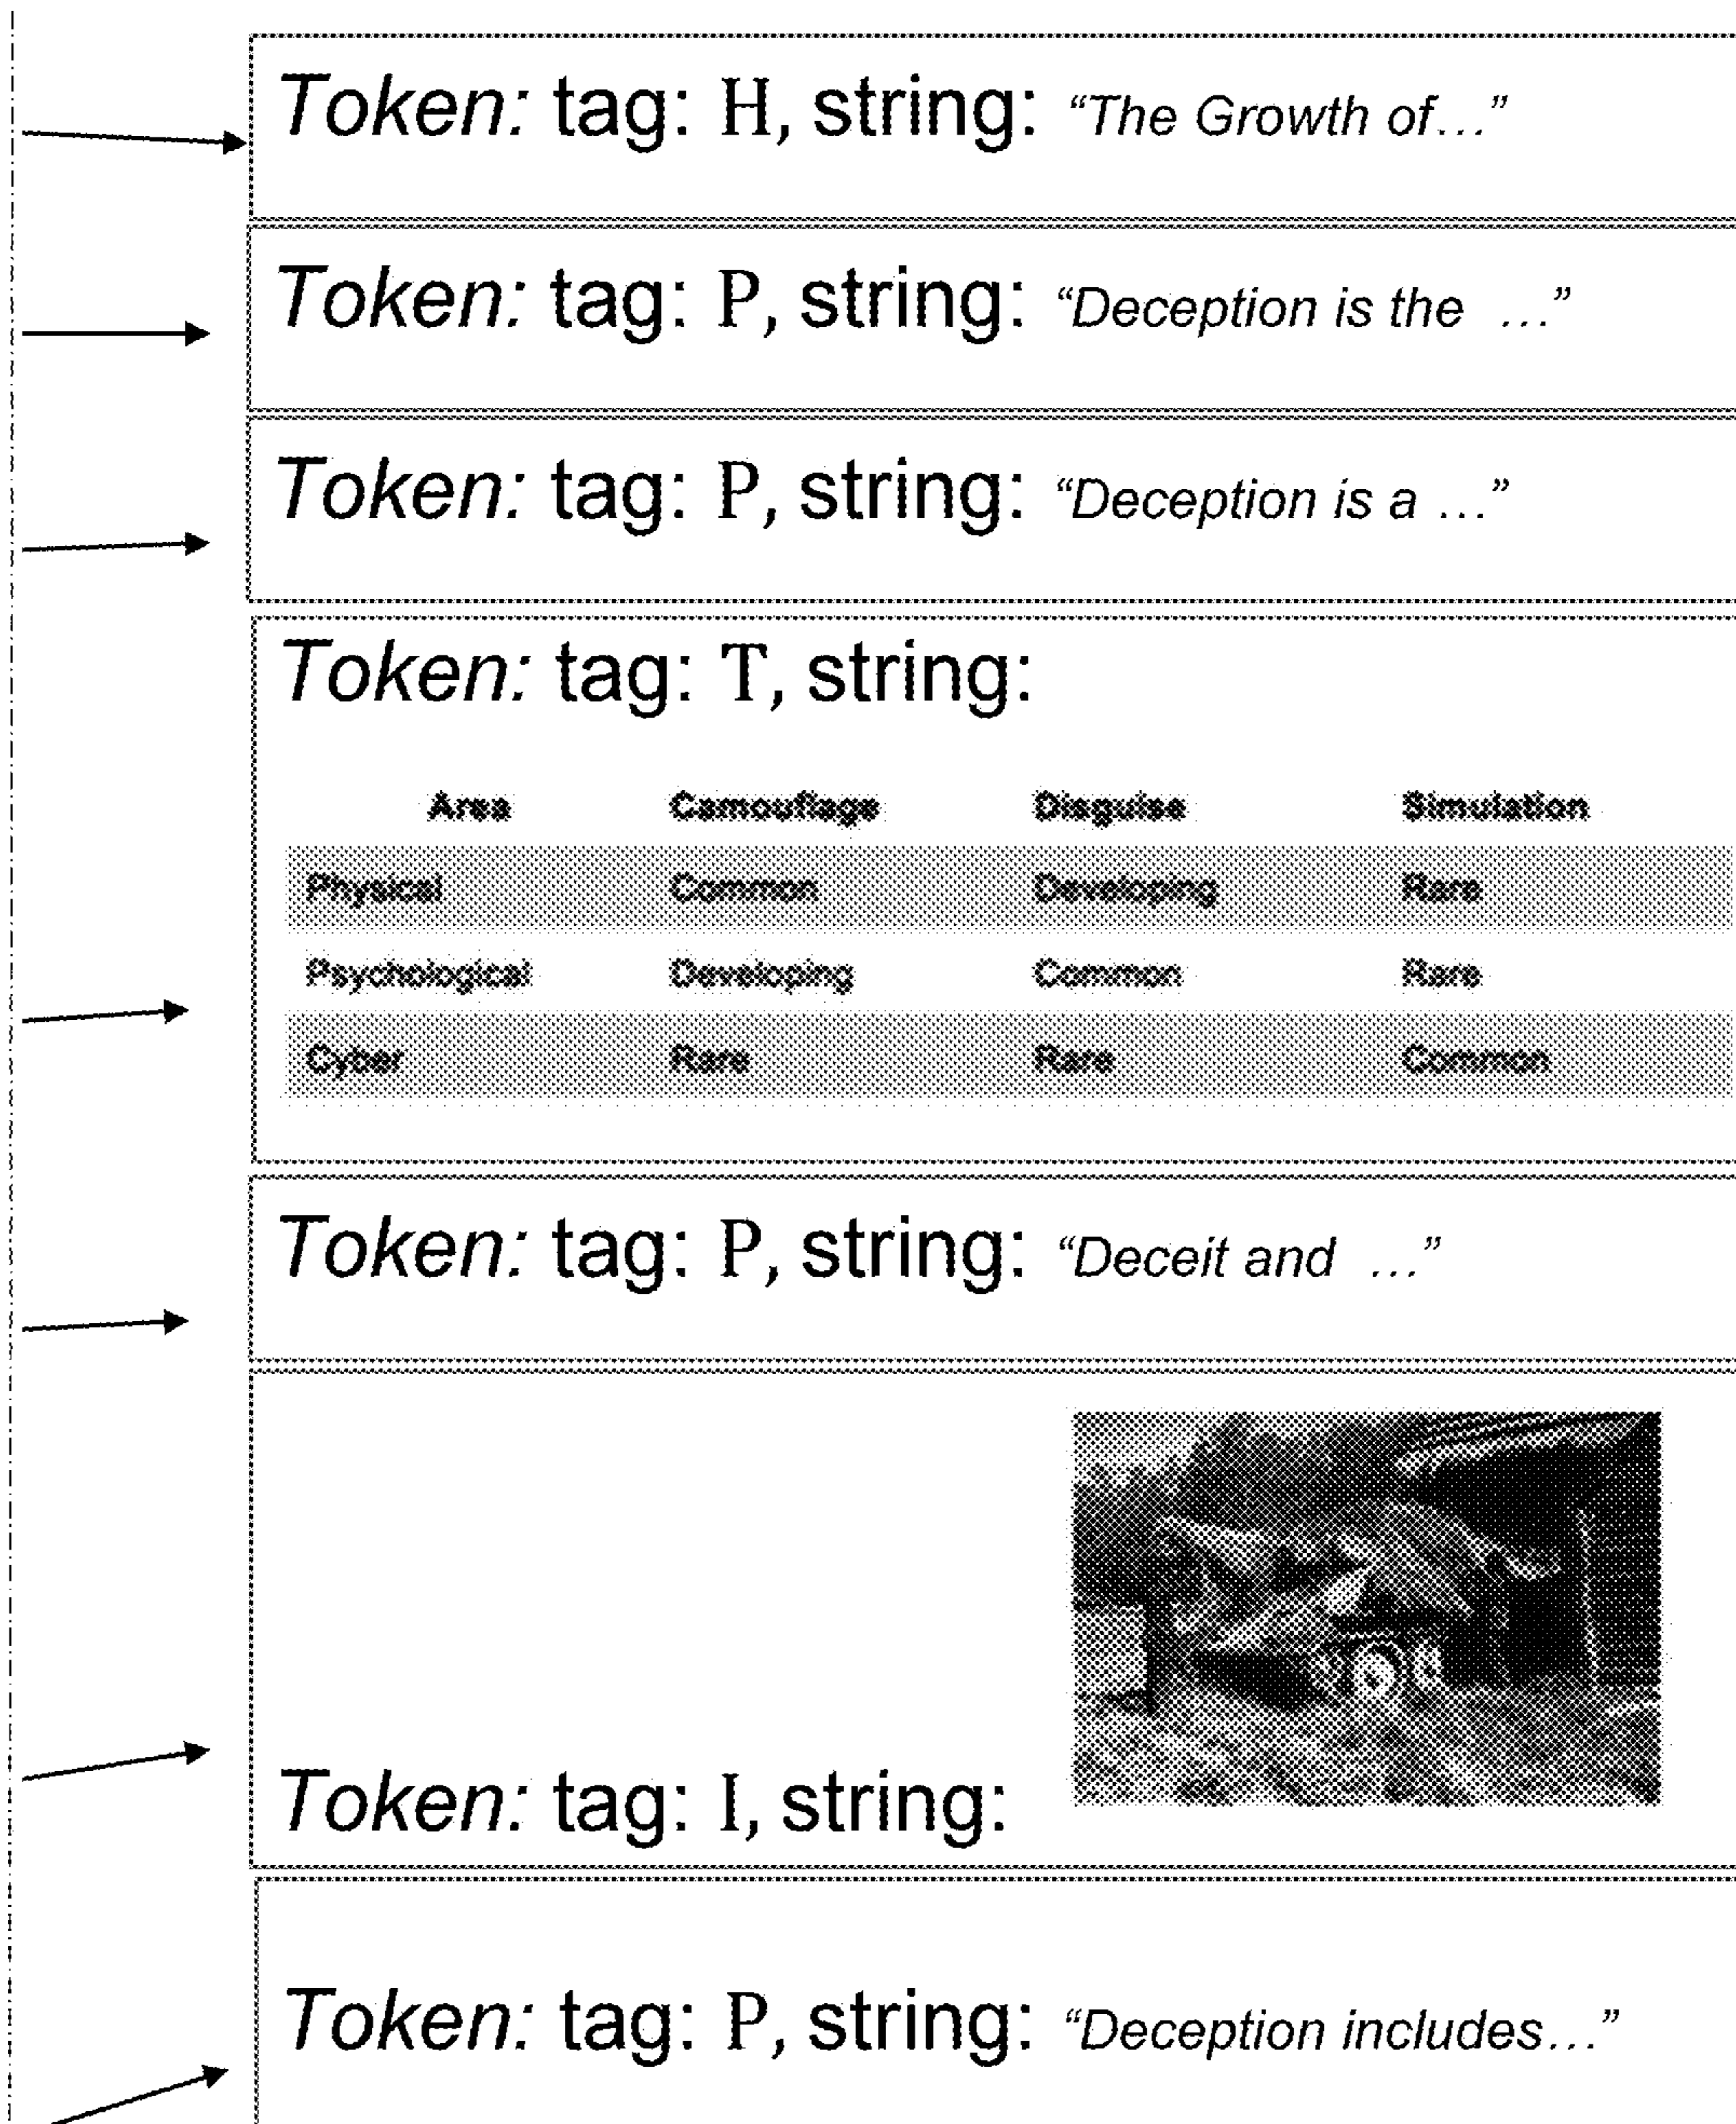 Token: tag: H, string: “The Growth of…”
Token: tag: P, string: “Deception is the …”
Token: tag: P, string: “Deception is a …”
Token: tag: T, string:
Area Camouflage Disguise Simulation
Physical Common Developing Rare
Psychological Developing Common Rare
Cyber Rare Rare Common
Token: tag: P, string: “Deceit and …”
Token: tag: I, string:
Token: tag: P, string: “Deception includes…”